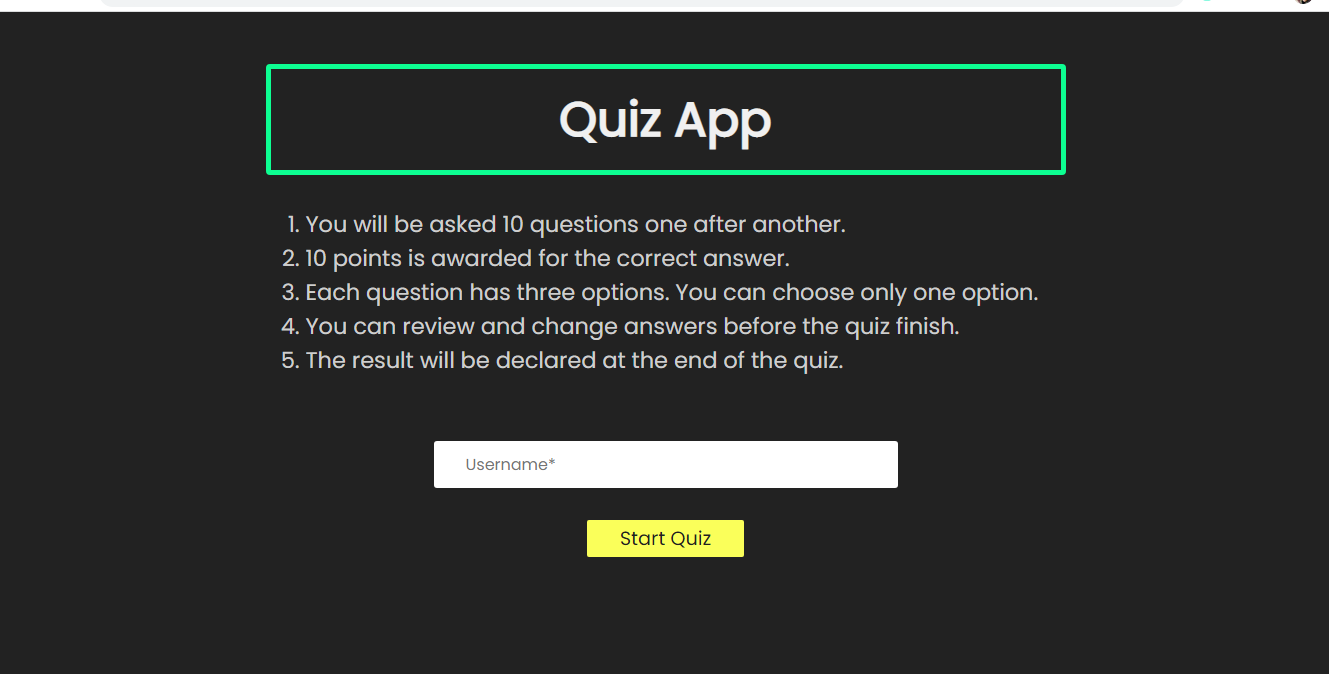 Quiz App
1. You will be asked 10 questions one after another.
2. 10 points is awarded for the correct answer.
3. Each question has three options. You can choose only one option.
4. You can review and change answers before the quiz finish.
5. The result will be declared at the end of the quiz.
Username*
Start Quiz